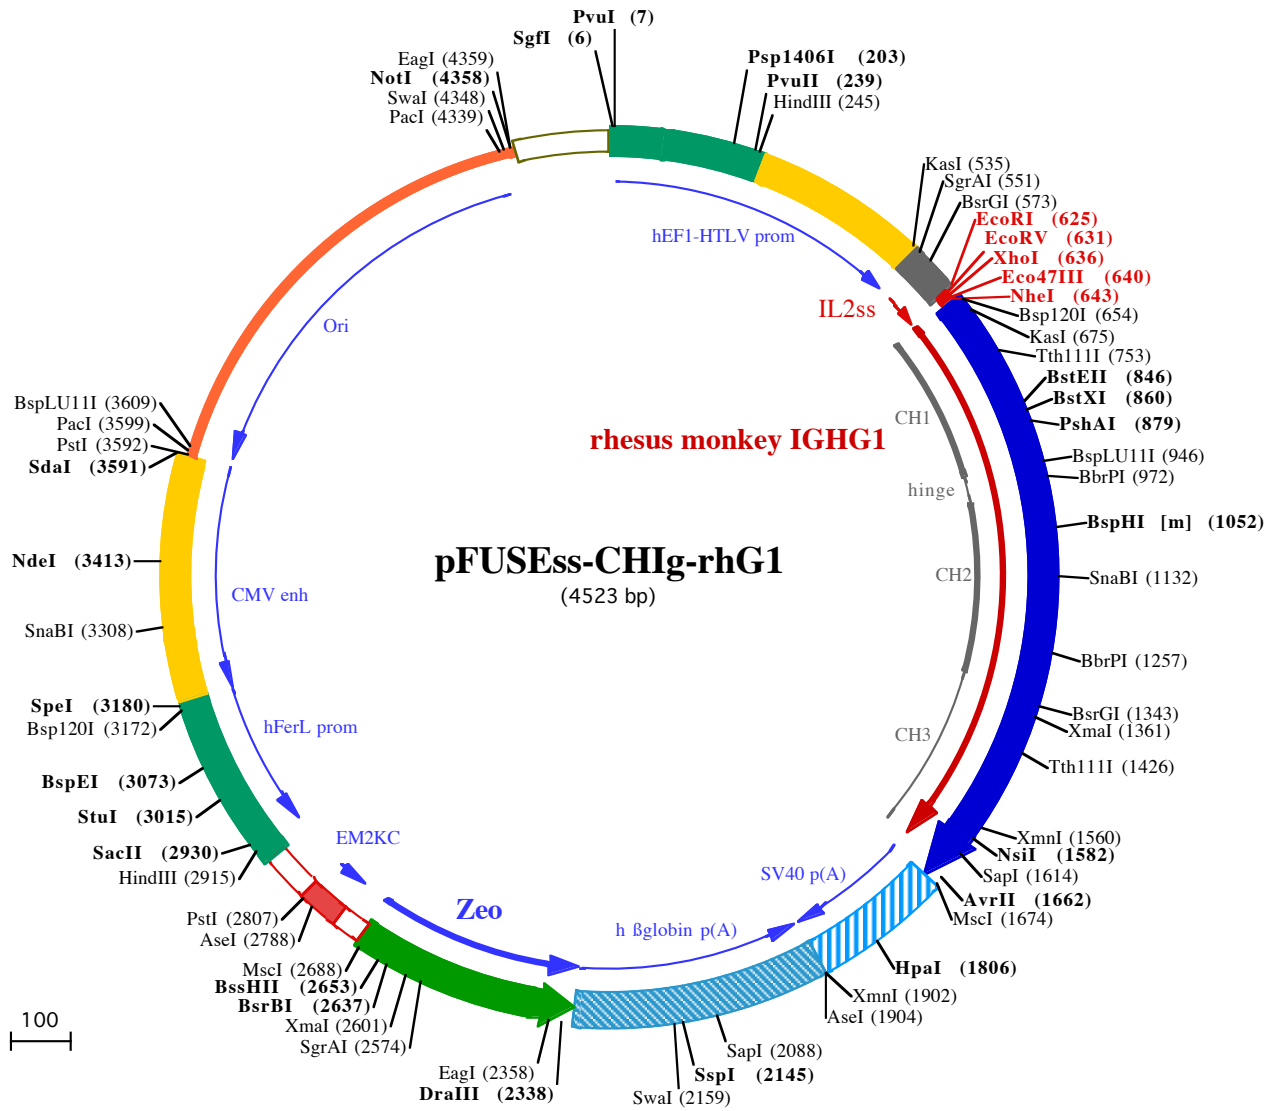 PvuI (7)
SgfI (6)
EagI (4359)
NotI (4358)
SwaI (4348)
PacI (4339)
Psp1406I (203)
PvuII (239)
HindIII (245)
KasI (535)
SgrAI (551)
BsrGI (573)
EcoRI (625)
EcoRV (631)
XhoI (636)
Eco47III (640)
NheI (643)
Bsp120I (654)
KasI (675)
Tth111I (753)
BstEII (846)
BstXI (860)
PshAI (879)
BspLU11I (946)
BbrPI (972)
BspHI [m] (1052)
SnaBI (1132)
BbrPI (1257)
BsrGI (1343)
XmaI (1361)
Tth111I (1426)
XmnI (1560)
NsiI (1582)
SapI (1614)
AvrII (1662)
MscI (1674)
HpaI (1806)
XmnI (1902)
AseI (1904)
SapI (2088)
SspI (2145)
SwaI (2159)
EagI (2358)
DraIII (2338)
SgrAI (2574)
XmaI (2601)
BsrBI (2637)
BssHII (2653)
MscI (2688)
AseI (2788)
PstI (2807)
HindIII (2915)
SacII (2930)
StuI (3015)
BspEI (3073)
Bsp120I (3172)
SpeI (3180)
SnaBI (3308)
NdeI (3413)
SdaI (3591)
PstI (3592)
PacI (3599)
BspLU11I (3609)
hEF1-HTLV prom
IL2ss
Ori
CH1
rhesus monkey IGHG1
hinge
pFUSEss-CHIg-rhG1
(4523 bp)
CH2
CMV enh
hFerL prom
CH3
EM2KC
SV40 p(A)
Zeo
h ßglobin p(A)
100